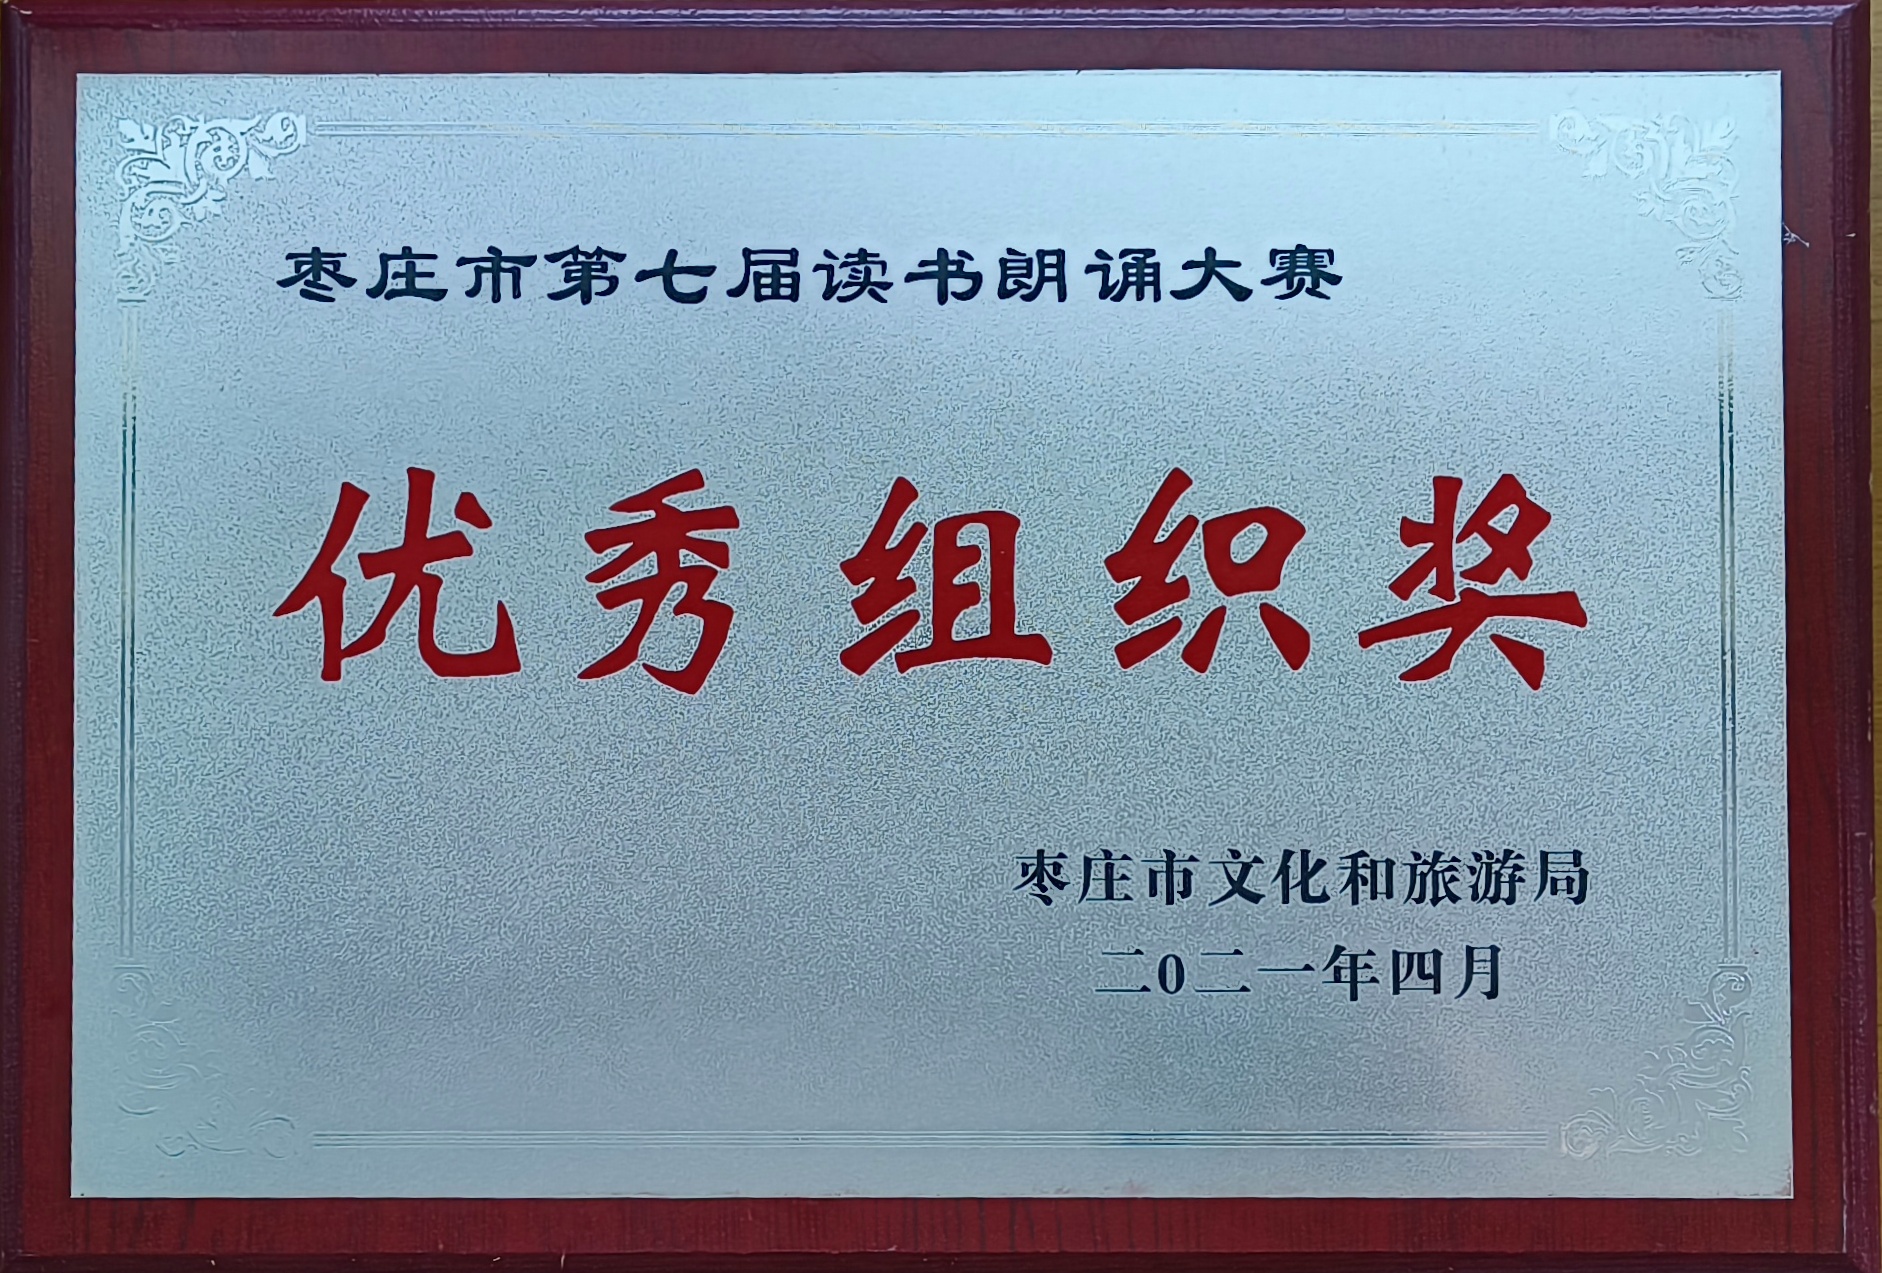 枣庄市第七届读书朗诵大赛
优秀组织奖
枣庄市文化和旅游局
二0二一年四月